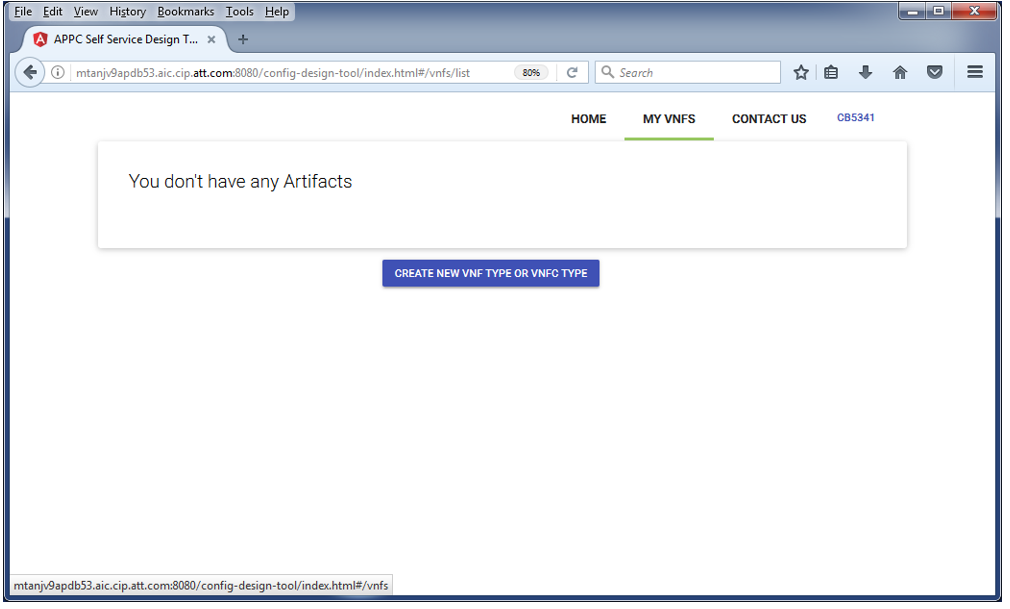 File Edit View History Bookmarks Tools Help
APPC Self Service Design T... × +
mtanjv9apdb53.aic.cip.att.com:8080/config-design-tool/index.html#/vnfs/list 80% Search
HOME MY VNFS CONTACT US CB5341
You don't have any Artifacts
CREATE NEW VNF TYPE OR VNFC TYPE
mtanjv9apdb53.aic.cip.att.com:8080/config-design-tool/index.html#/vnfs